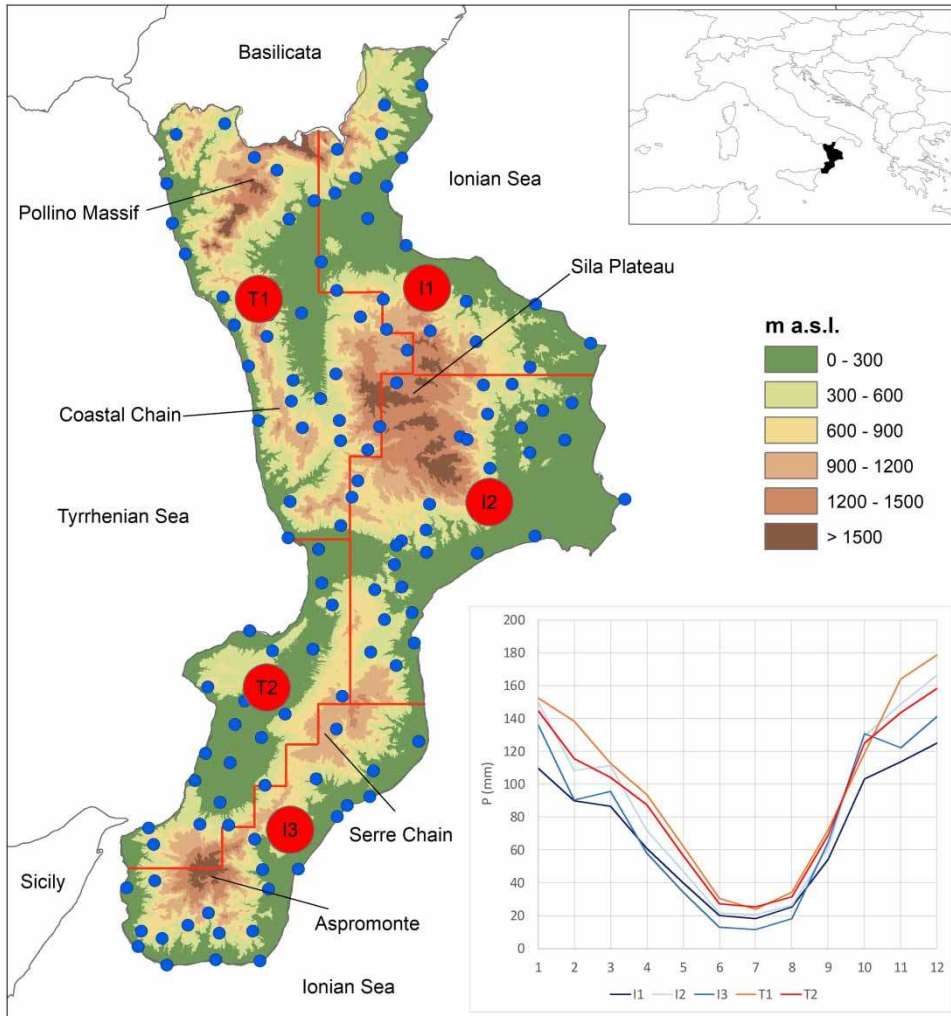 Basilicata
Ionian Sea
Pollino Massif
Sila Plateau
T1
I1
m a.s.l.
0 - 300
300 - 600
600 - 900
900 - 1200
1200 - 1500
> 1500
Coastal Chain
Tyrrhenian Sea
I2
T2
I3
Serre Chain
Sicily
Aspromonte
Ionian Sea
P (mm)
200
180
160
140
120
100
80
60
40
20
0
1 2 3 4 5 6 7 8 9 10 11 12
I1 I2 I3 T1 T2